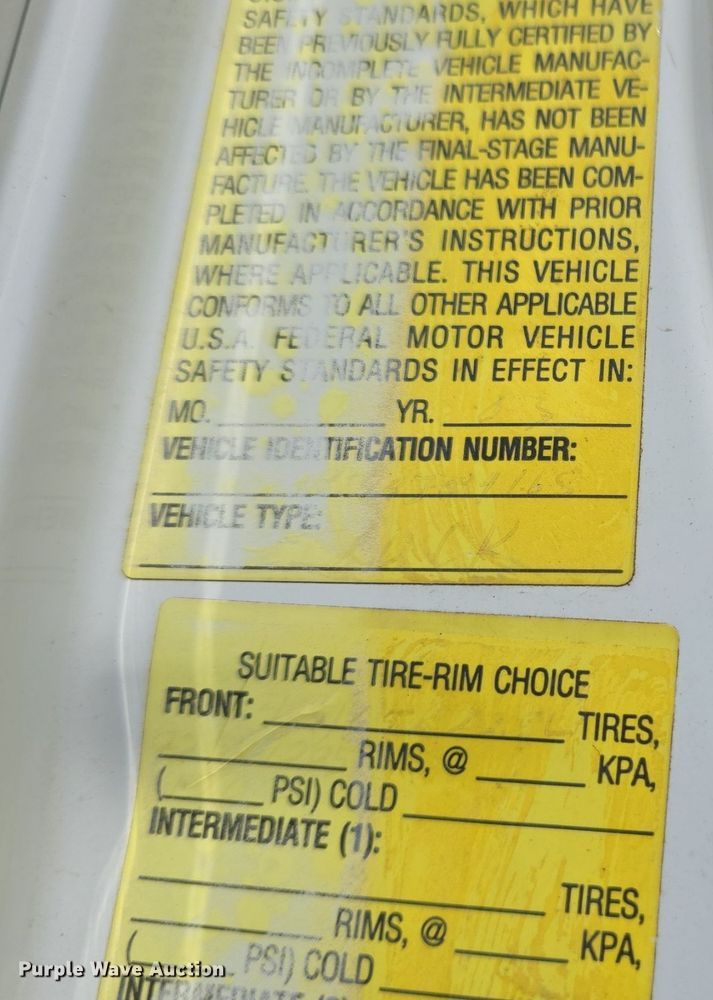 SAFETY STANDARDS, WHICH HAVE
BEEN PREVIOUSLY FULLY CERTIFIED BY
THE INCOMPLETE VEHICLE MANUFAC-
TURER OR BY THE INTERMEDIATE VE-
HICLE MANUFACTURER, HAS NOT BEEN
AFFECTED BY THE FINAL-STAGE MANU-
FACTURE. THE VEHICLE HAS BEEN COM-
PLETED IN ACCORDANCE WITH PRIOR
MANUFACTURER'S INSTRUCTIONS,
WHERE APPLICABLE. THIS VEHICLE
CONFORMS TO ALL OTHER APPLICABLE
U.S.A. FEDERAL MOTOR VEHICLE
SAFETY STANDARDS IN EFFECT IN:
MO. YR.
VEHICLE IDENTIFICATION NUMBER:
VEHICLE TYPE:
SUITABLE TIRE-RIM CHOICE
FRONT: TIRES,
RIMS, @ KPA,
( PSI) COLD
INTERMEDIATE (1):
TIRES,
RIMS, @ KPA,
( PSI) COLD
Purple Wave Auction